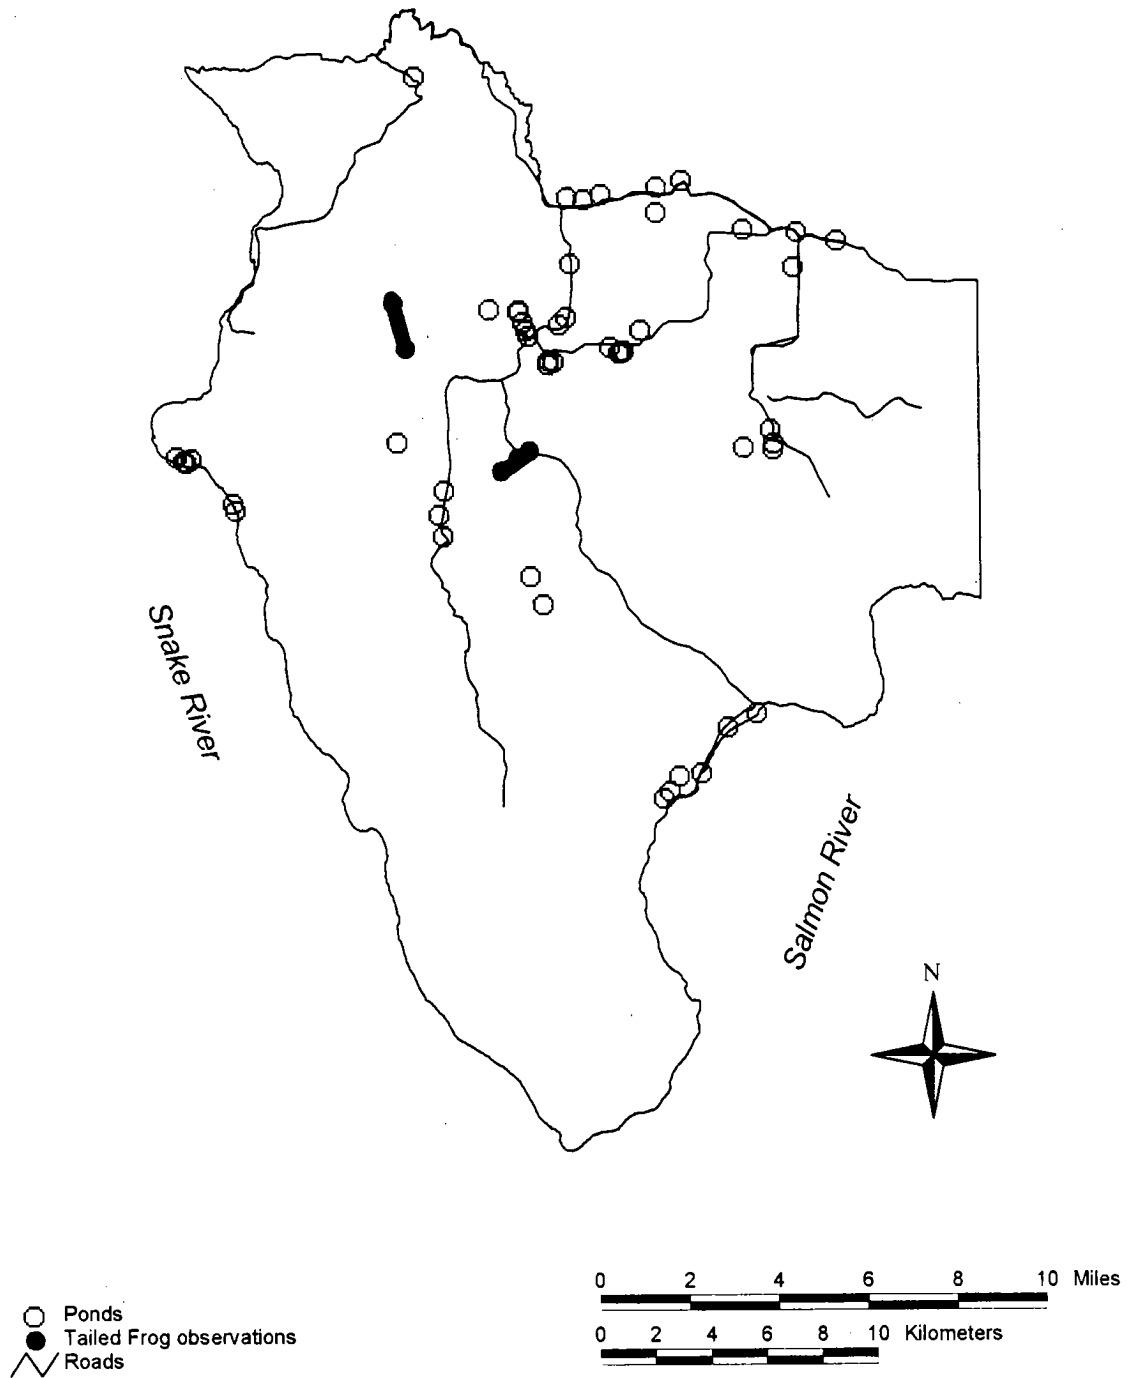 Snake River
Salmon River
N
0 2 4 6 8 10 Miles
0 2 4 6 8 10 Kilometers
Ponds
Tailed Frog observations
Roads